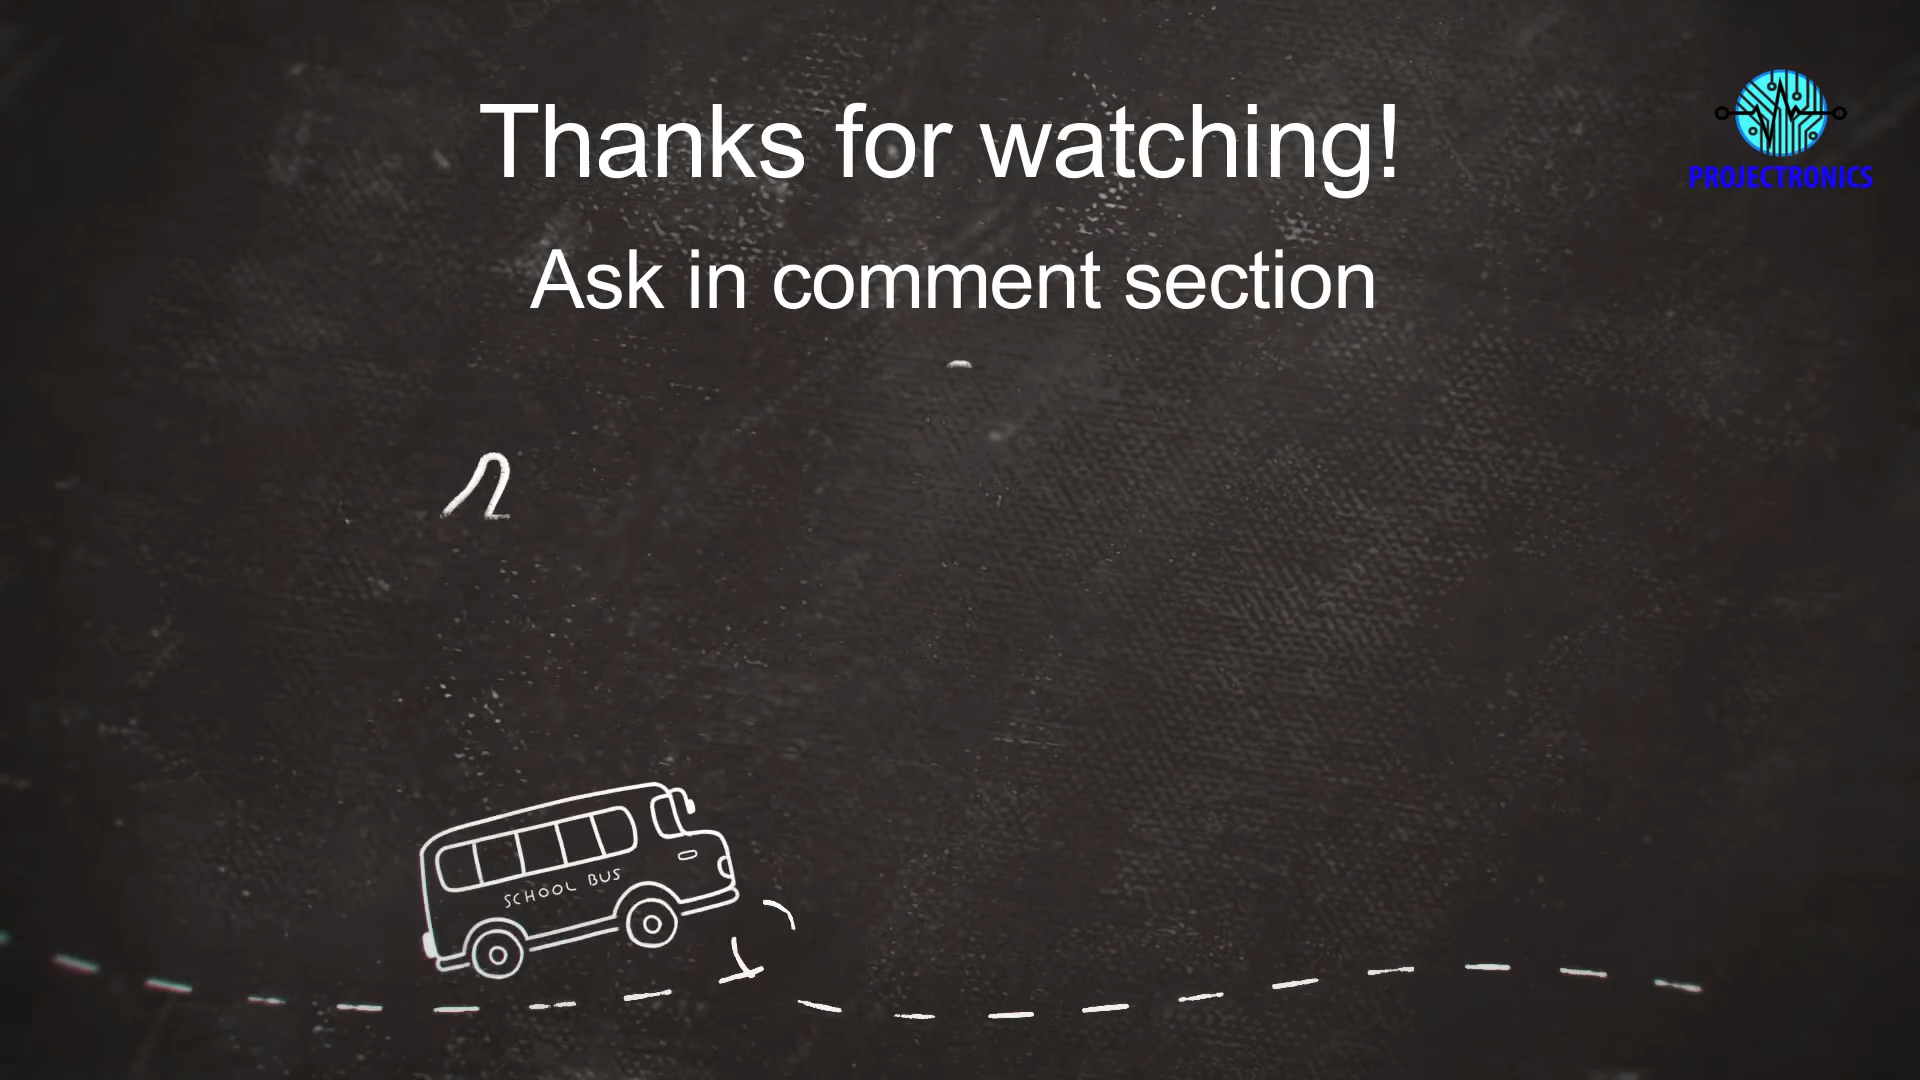 Thanks for watching!
PROJECTRONICS
Ask in comment section
SCHOOL BUS